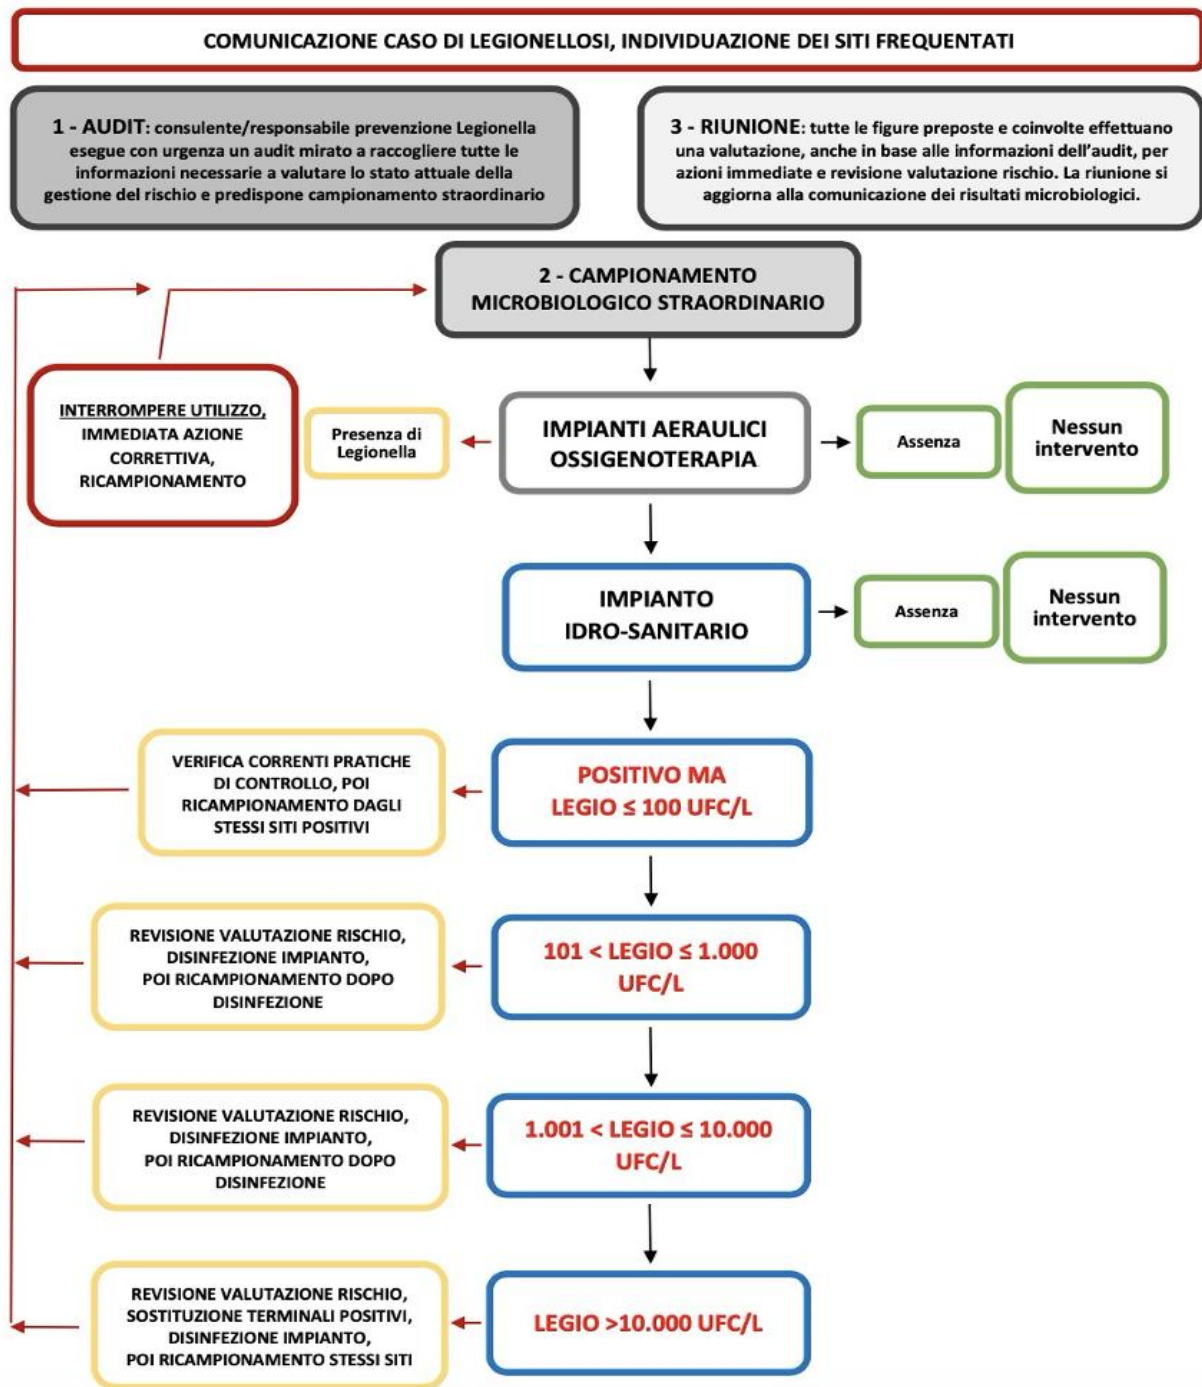 COMUNICAZIONE CASO DI LEGIONELLOSI, INDIVIDUAZIONE DEI SITI FREQUENTATI
1 - AUDIT: consulente/responsabile prevenzione Legionella
esegue con urgenza un audit mirato a raccogliere tutte le
informazioni necessarie a valutare lo stato attuale della
gestione del rischio e predispone campionamento straordinario
3 - RIUNIONE: tutte le figure preposte e coinvolte effettuano
una valutazione, anche in base alle informazioni dell'audit, per
azioni immediate e revisione valutazione rischio. La riunione si
aggiorna alla comunicazione dei risultati microbiologici.
2 - CAMPIONAMENTO
MICROBIOLOGICO STRAORDINARIO
INTERROMPERE UTILIZZO,
IMMEDIATA AZIONE
CORRETTIVA,
RICAMPIONAMENTO
Presenza di
Legionella
IMPIANTI AERAULICI
OSSIGENOTERAPIA
Assenza
Nessun
intervento
IMPIANTO
IDRO-SANITARIO
Assenza
Nessun
intervento
VERIFICA CORRENTI PRATICHE
DI CONTROLLO, POI
RICAMPIONAMENTO DAGLI
STESSI SITI POSITIVI
POSITIVO MA
LEGIO ≤ 100 UFC/L
REVISIONE VALUTAZIONE RISCHIO,
DISINFEZIONE IMPIANTO,
POI RICAMPIONAMENTO DOPO
DISINFEZIONE
101 < LEGIO ≤ 1.000
UFC/L
REVISIONE VALUTAZIONE RISCHIO,
DISINFEZIONE IMPIANTO,
POI RICAMPIONAMENTO DOPO
DISINFEZIONE
1.001 < LEGIO ≤ 10.000
UFC/L
REVISIONE VALUTAZIONE RISCHIO,
SOSTITUZIONE TERMINALI POSITIVI,
DISINFEZIONE IMPIANTO,
POI RICAMPIONAMENTO STESSI SITI
LEGIO >10.000 UFC/L